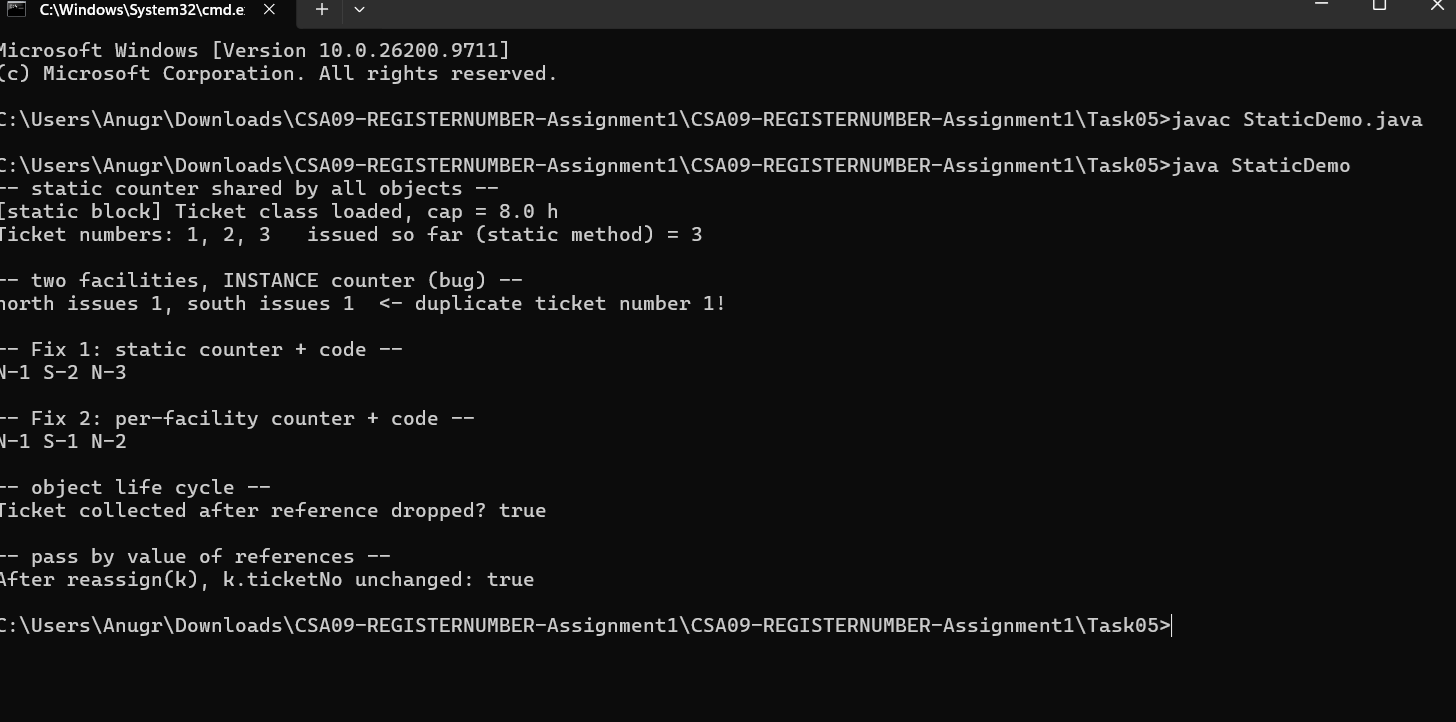 C:\Windows\System32\cmd.e
Microsoft Windows [Version 10.0.26200.9711]
(c) Microsoft Corporation. All rights reserved.
C:\Users\Anugr\Downloads\CSA09-REGISTERNUMBER-Assignment1\CSA09-REGISTERNUMBER-Assignment1\Task05>javac StaticDemo.java
C:\Users\Anugr\Downloads\CSA09-REGISTERNUMBER-Assignment1\CSA09-REGISTERNUMBER-Assignment1\Task05>java StaticDemo
-- static counter shared by all objects --
[static block] Ticket class loaded, cap = 8.0 h
Ticket numbers: 1, 2, 3   issued so far (static method) = 3
-- two facilities, INSTANCE counter (bug) --
north issues 1, south issues 1  <- duplicate ticket number 1!
-- Fix 1: static counter + code --
N-1 S-2 N-3
-- Fix 2: per-facility counter + code --
N-1 S-1 N-2
-- object life cycle --
Ticket collected after reference dropped? true
-- pass by value of references --
After reassign(k), k.ticketNo unchanged: true
C:\Users\Anugr\Downloads\CSA09-REGISTERNUMBER-Assignment1\CSA09-REGISTERNUMBER-Assignment1\Task05>